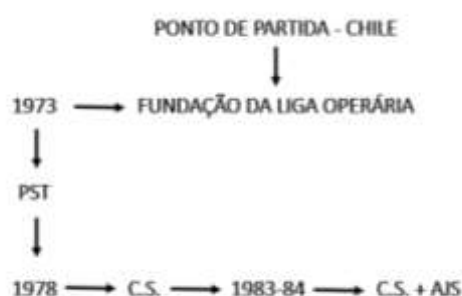 PONTO DE PARTIDA - CHILE
1973 FUNDAÇÃO DA LIGA OPERÁRIA
PST
1978 C.S. 1983-84 C.S. + AJS